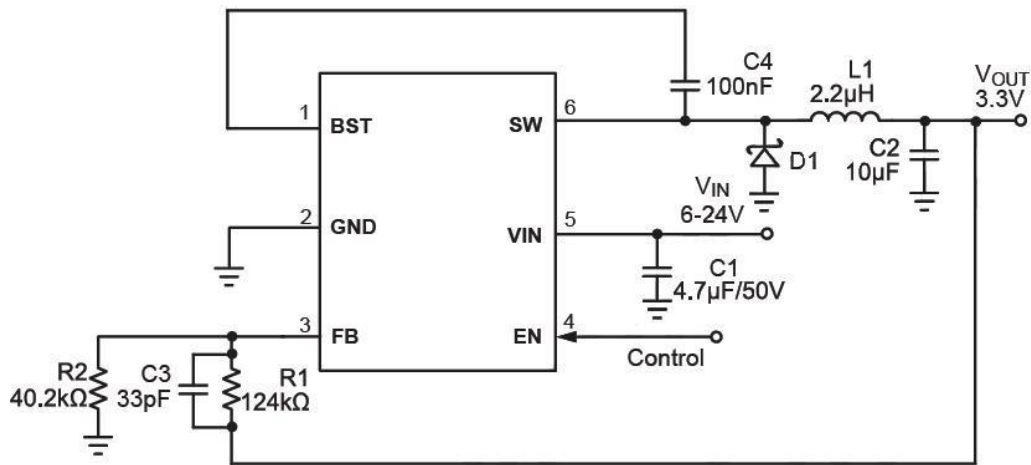 C4
100nF
L1
2.2µH
VOUT
3.3V
1
BST
SW
6
D1
C2
10µF
VIN
6-24V
2
GND
VIN
5
C1
4.7µF/50V
3
FB
EN
4
Control
R2
40.2kΩ
C3
33pF
R1
124kΩ